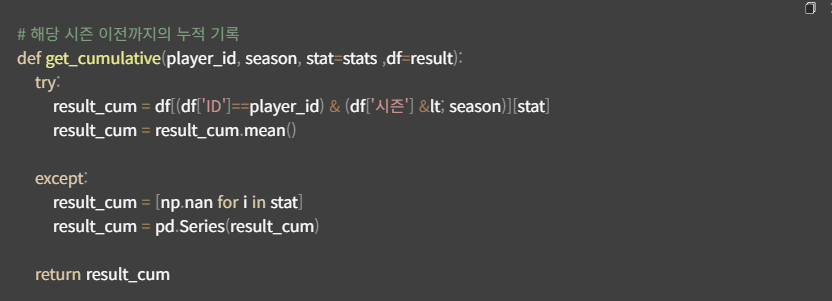 # 해당 시즌 이전까지의 누적 기록
def get_cumulative(player_id, season, stat=stats ,df=result):
    try:
        result_cum = df[(df['ID']==player_id) & (df['시즌'] &lt; season)][stat]
        result_cum = result_cum.mean()

    except:
        result_cum = [np.nan for i in stat]
        result_cum = pd.Series(result_cum)

    return result_cum